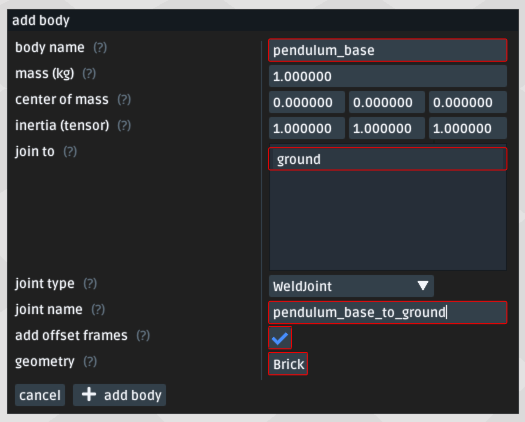 add body
body name (?) pendulum_base
mass (kg) (?) 1.000000
center of mass (?) 0.000000 0.000000 0.000000
inertia (tensor) (?) 1.000000 1.000000 1.000000
join to (?) ground
joint type (?) WeldJoint
joint name (?) pendulum_base_to_ground
add offset frames (?)
geometry (?) Brick
cancel + add body